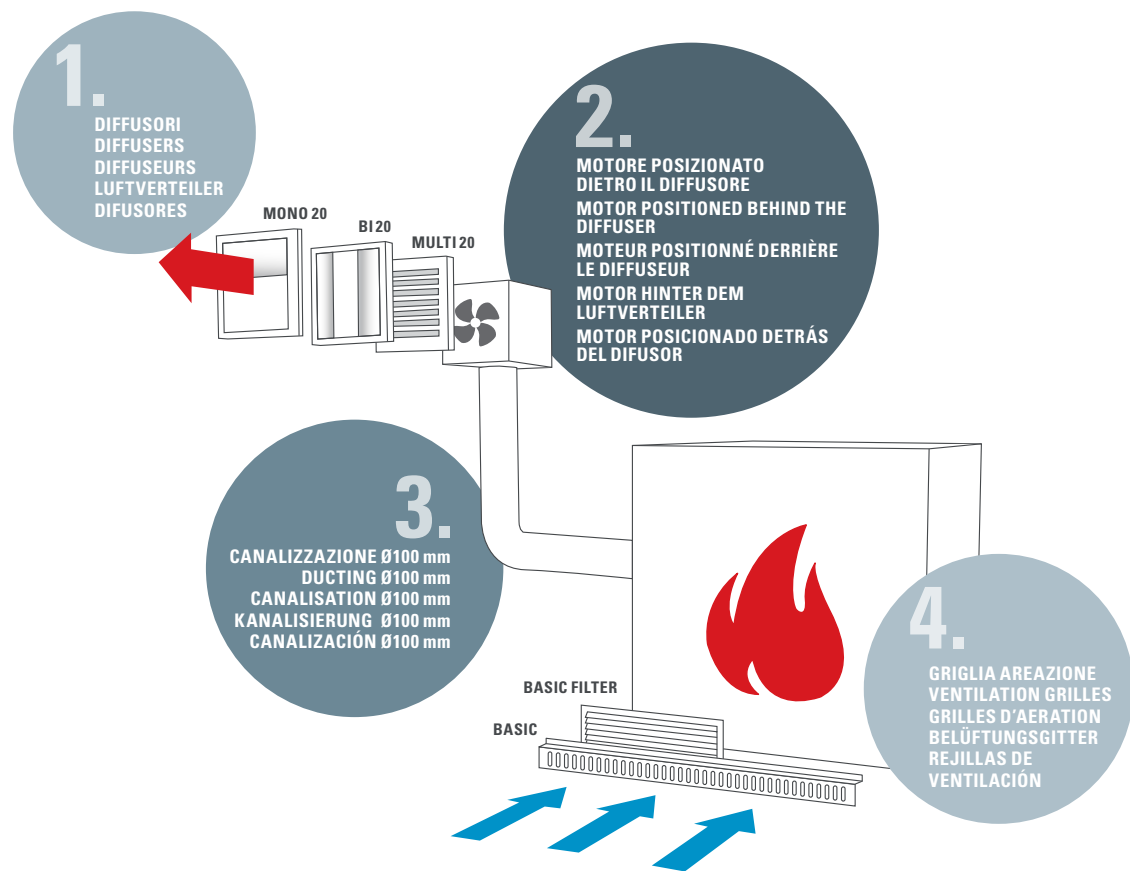 1.
DIFFUSORI
DIFFUSERS
DIFFUSEURS
LUFTVERTEILER
DIFUSORES
MONO 20
BI 20
MULTI 20
2.
MOTORE POSIZIONATO
DIETRO IL DIFFUSORE
MOTOR POSITIONED BEHIND THE
DIFFUSER
MOTEUR POSITIONNÉ DERRIÈRE
LE DIFFUSEUR
MOTOR HINTER DEM
LUFTVERTEILER
MOTOR POSICIONADO DETRÁS
DEL DIFUSOR
3.
CANALIZZAZIONE Ø100 mm
DUCTING Ø100 mm
CANALISATION Ø100 mm
KANALISIERUNG Ø100 mm
CANALIZACIÓN Ø100 mm
BASIC FILTER
BASIC
4.
GRIGLIA AREAZIONE
VENTILATION GRILLES
GRILLES D'AERATION
BELÜFTUNGSGITTER
REJILLAS DE
VENTILACIÓN